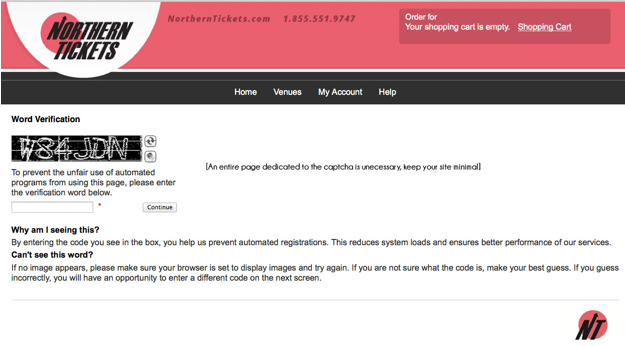 NORTHERN
TICKETS
NorthernTickets.com 1.855.551.9747
Order for
Your shopping cart is empty. Shopping Cart
Home Venues My Account Help
Word Verification
W84JDN
[An entire page dedicated to the captcha is unecessary, keep your site minimal]
To prevent the unfair use of automated
programs from using this page, please enter
the verification word below.
* Continue
Why am I seeing this?
By entering the code you see in the box, you help us prevent automated registrations. This reduces system loads and ensures better performance of our services.
Can't see this word?
If no image appears, please make sure your browser is set to display images and try again. If you are not sure what the code is, make your best guess. If you guess
incorrectly, you will have an opportunity to enter a different code on the next screen.
NT